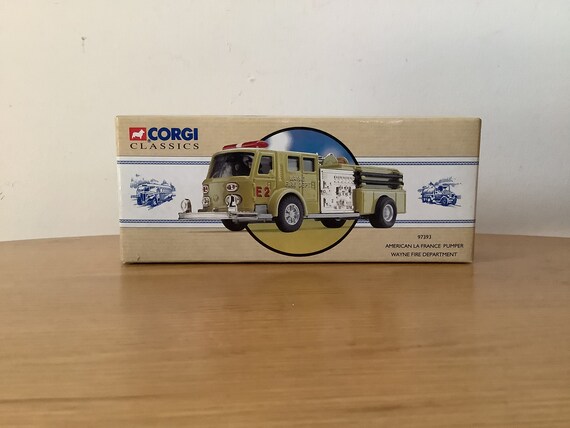 CORGI
CLASSICS
E2
97393
AMERICAN LA FRANCE PUMPER
WAYNE FIRE DEPARTMENT